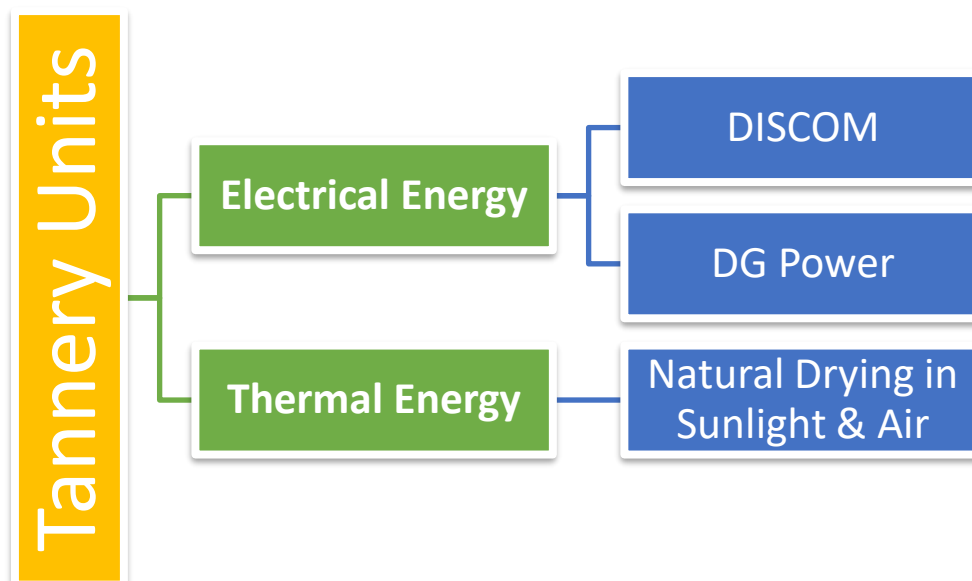 Tannery Units
Electrical Energy
DISCOM
DG Power
Thermal Energy
Natural Drying in
Sunlight & Air